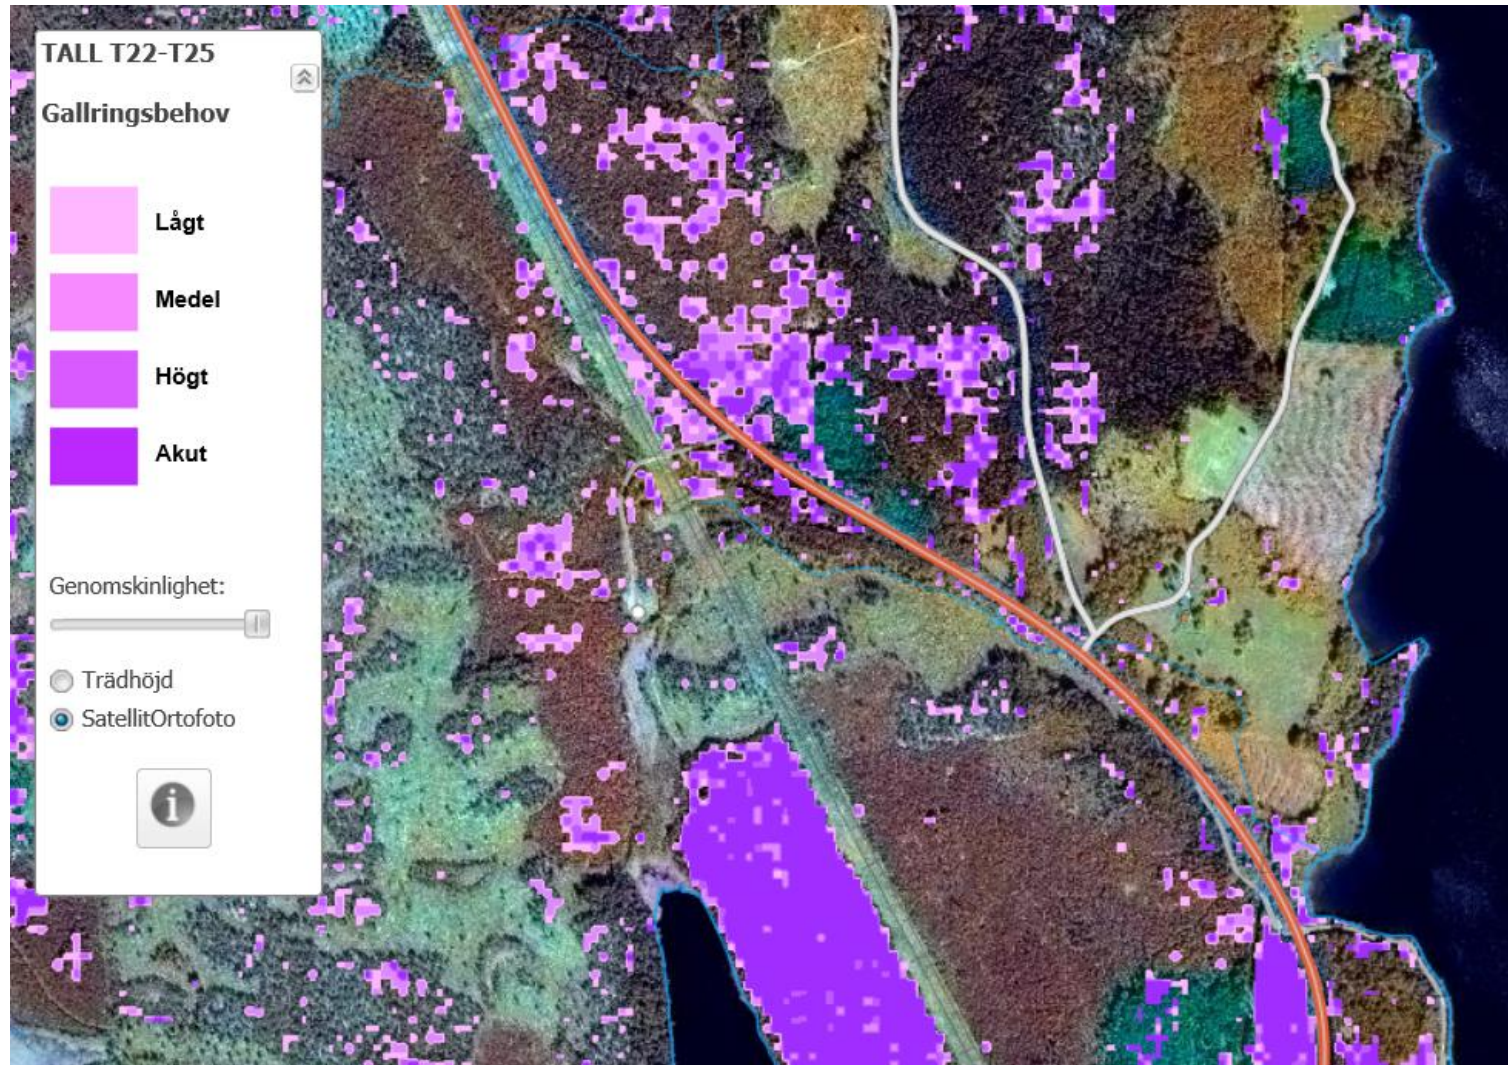 TALL T22-T25
Gallringsbehov
Lågt
Medel
Högt
Akut
Genomskinlighet:
Trädhöjd
SatellitOrtofoto